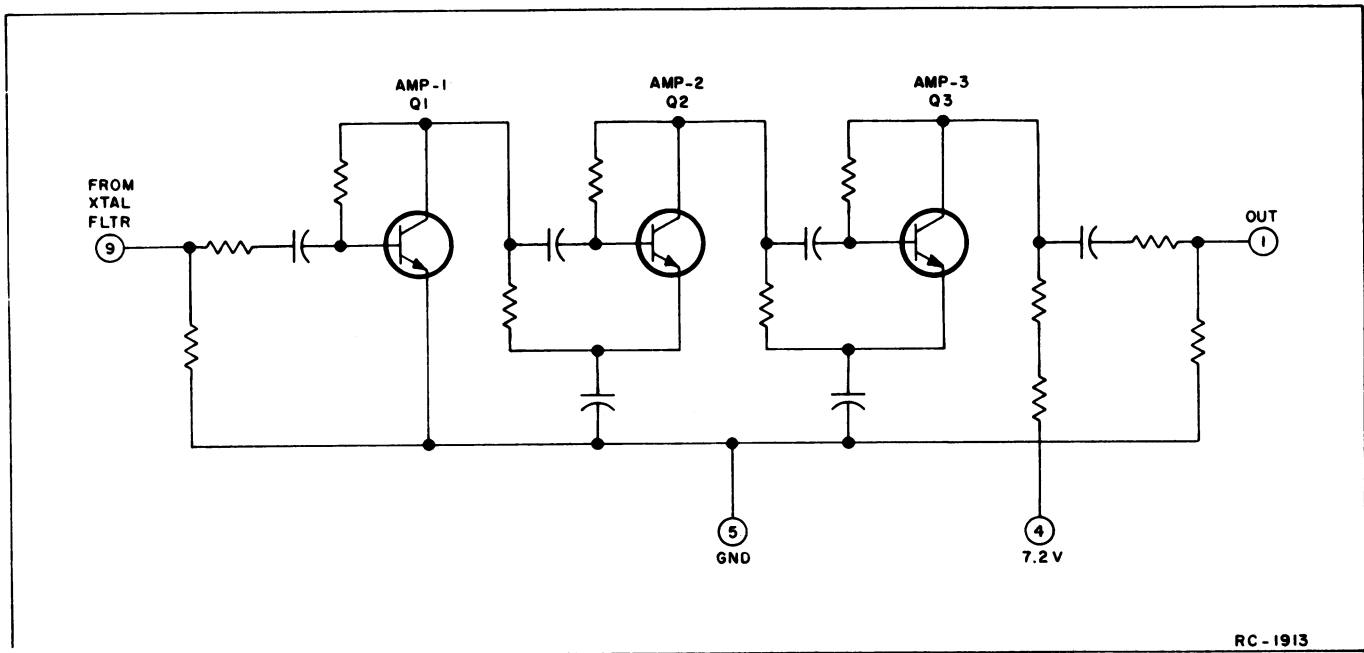 AMP-1
Q1
AMP-2
Q2
AMP-3
Q3
FROM
XTAL
FLTR
9
OUT
1
5
GND
4
7.2V
RC-1913